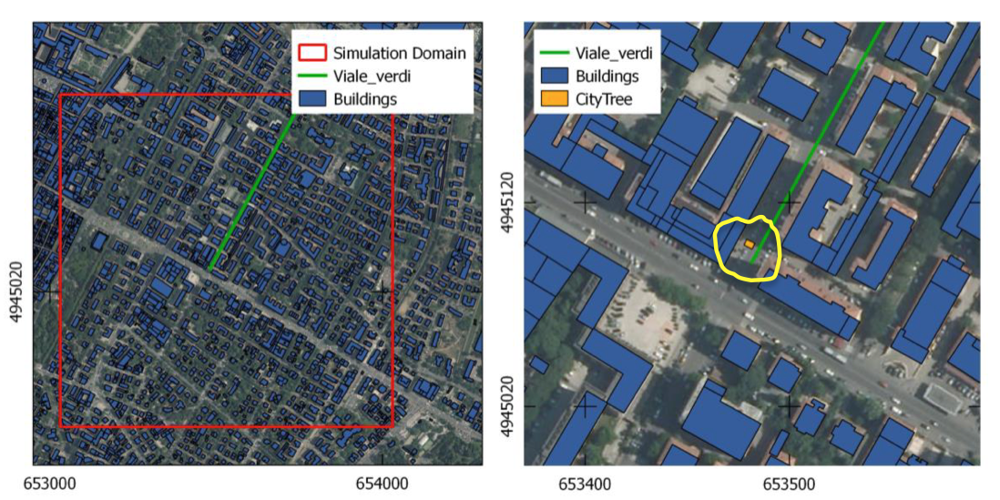 Simulation Domain
Viale_verdi
Buildings
4945020
653000
654000
Viale_verdi
Buildings
CityTree
4945120
4945020
653400
653500